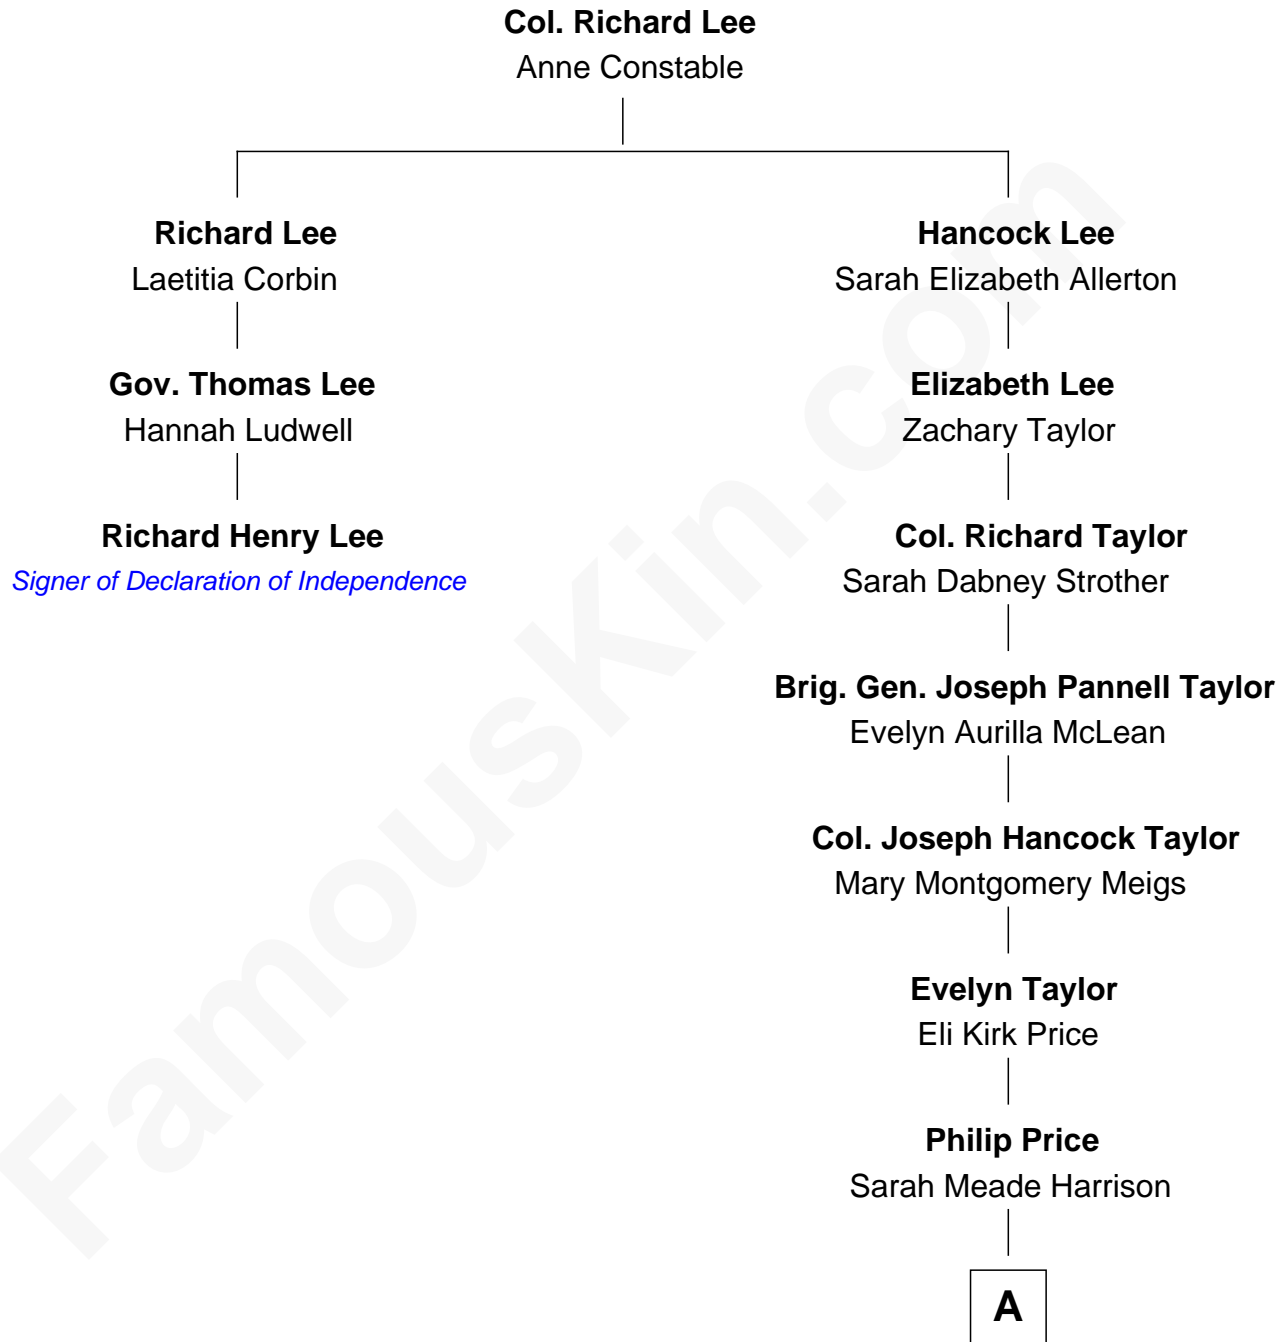 Col. Richard Lee
Anne Constable
Richard Lee
Laetitia Corbin
Hancock Lee
Sarah Elizabeth Allerton
Gov. Thomas Lee
Hannah Ludwell
Elizabeth Lee
Zachary Taylor
Richard Henry Lee
Signer of Declaration of Independence
Col. Richard Taylor
Sarah Dabney Strother
Brig. Gen. Joseph Pannell Taylor
Evelyn Aurilla McLean
Col. Joseph Hancock Taylor
Mary Montgomery Meigs
Evelyn Taylor
Eli Kirk Price
Philip Price
Sarah Meade Harrison
A
FamousKin.com